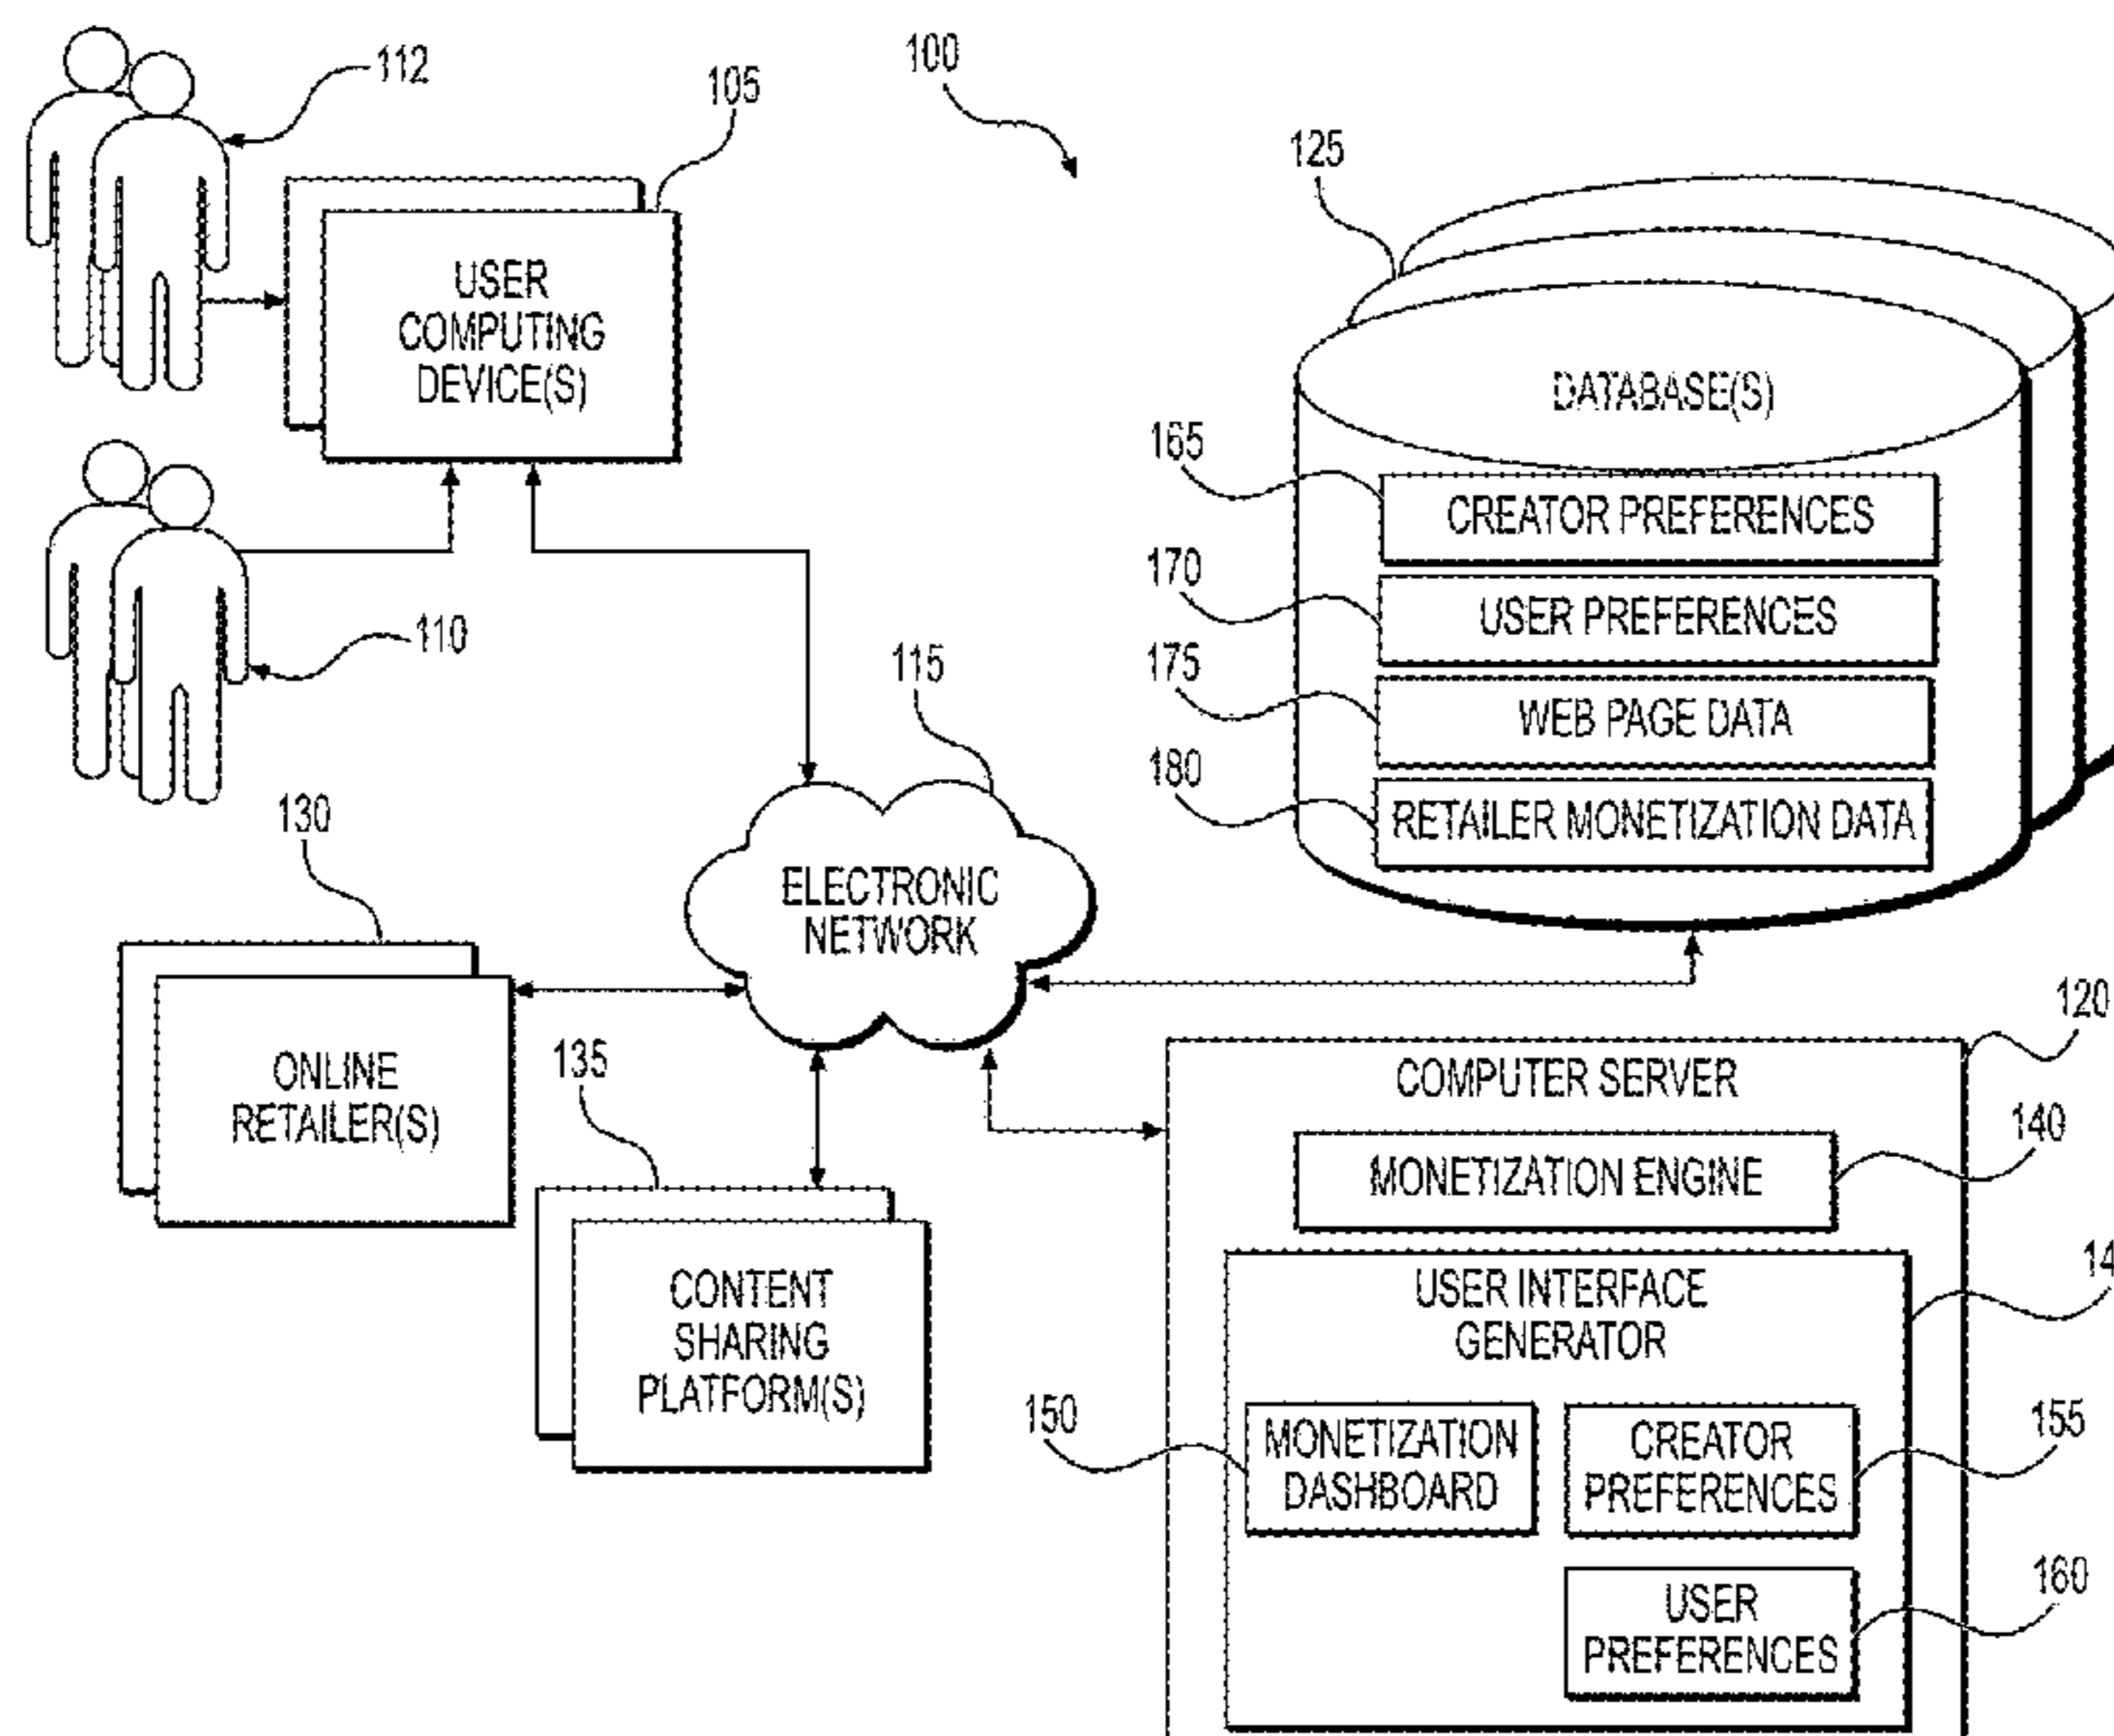 112
105
100
125
USER
COMPUTING
DEVICE(S)
DATABASE(S)
165
CREATOR PREFERENCES
170
USER PREFERENCES
110
175
WEB PAGE DATA
115
180
RETAILER MONETIZATION DATA
130
ELECTRONIC
NETWORK
120
ONLINE
RETAILER(S)
COMPUTER SERVER
135
140
MONETIZATION ENGINE
14
CONTENT
SHARING
PLATFORM(S)
USER INTERFACE
GENERATOR
150
MONETIZATION
DASHBOARD
CREATOR
PREFERENCES
155
160
USER
PREFERENCES